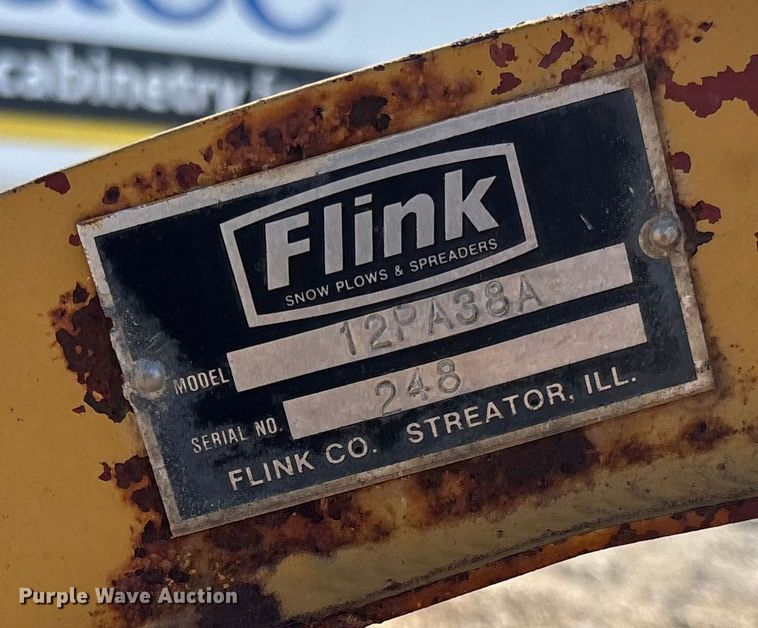 cabinetry
Flink
SNOW PLOWS & SPREADERS
MODEL 12PA38A
SERIAL NO. 248
FLINK CO. STREATOR, ILL.
Purple Wave Auction